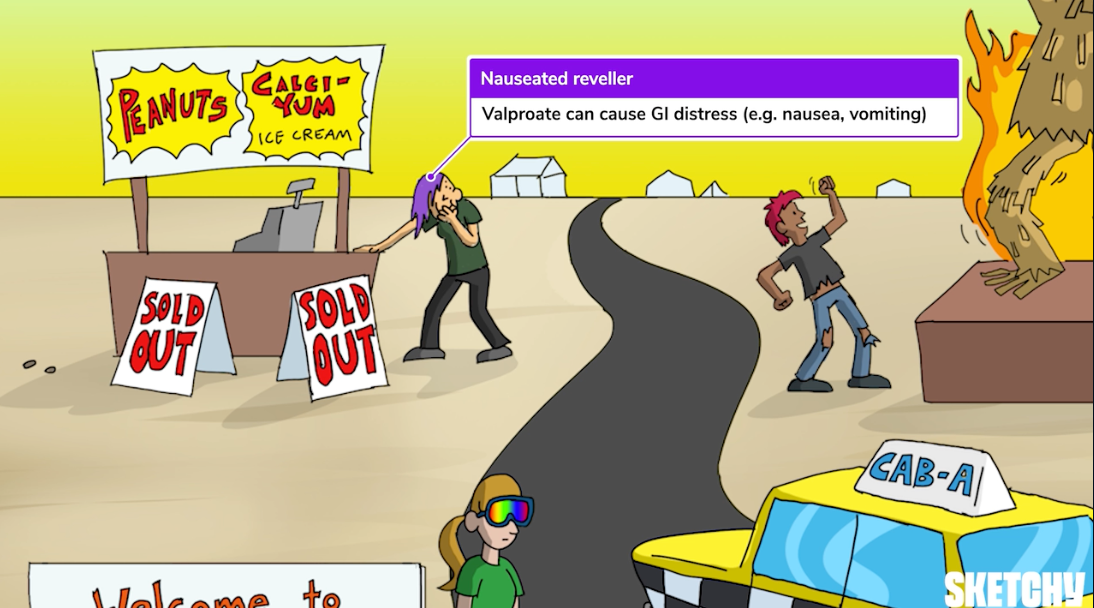 PEANUTS
CALCI-
YUM
ICE CREAM
Nauseated reveller
Valproate can cause GI distress (e.g. nausea, vomiting)
SOLD
OUT
SOLD
OUT
CAB-A
Welcome to
SKETCHY